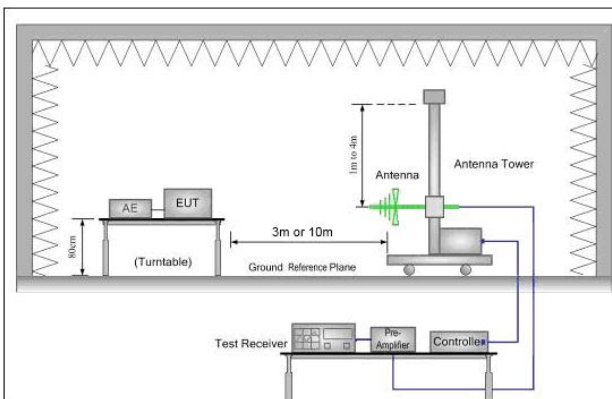 1m to 4m
Antenna
Antenna Tower
AE
EUT
80cm
(Turntable)
3m or 10m
Ground Reference Plane
Test Receiver
Pre-
Amplifier
Controller